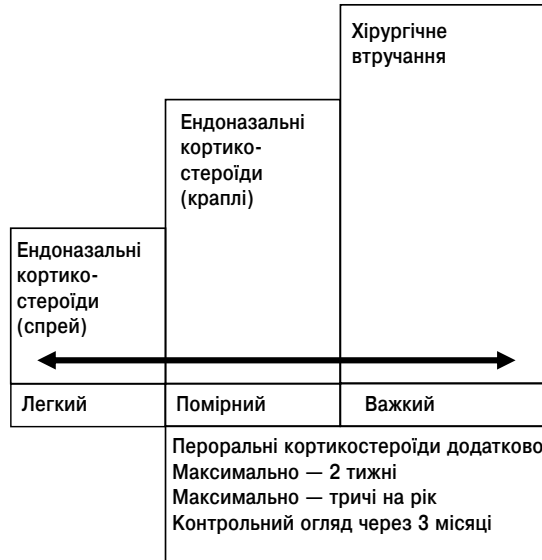 Хірургічне
втручання
Ендоназальні
кортико-
стероїди
(краплі)
Ендоназальні
кортико-
стероїди
(спрей)
Легкий
Помірний
Важкий
Пероральні кортикостероїди додатково
Максимально — 2 тижні
Максимально — тричі на рік
Контрольний огляд через 3 місяці